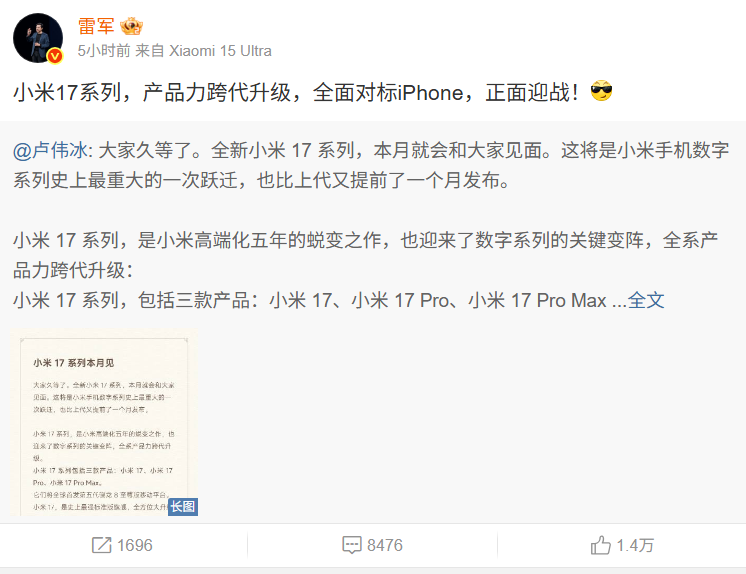 雷军
5小时前 来自 Xiaomi 15 Ultra
小米17系列，产品力跨代升级，全面对标iPhone，正面迎战！
@卢伟冰: 大家久等了。全新小米 17 系列，本月就会和大家见面。这将是小米手机数字
系列史上最重大的一次跃迁，也比上代又提前了一个月发布。
小米 17 系列，是小米高端化五年的蜕变之作，也迎来了数字系列的关键变阵，全系产
品力跨代升级：
小米 17 系列，包括三款产品：小米 17、小米 17 Pro、小米 17 Pro Max ...全文
小米 17 系列本月见
大家久等了。全新小米 17 系列，本月就会和大家
见面。这将是小米手机数字系列史上最重大的一
次跃迁，也比上代又提前了一个月发布。
小米 17 系列，是小米高端化五年的蜕变之作，也
迎来了数字系列的关键变阵，全系产品力跨代升
级。
小米 17 系列包括三款产品：小米 17、小米 17
Pro、小米 17 Pro Max。
它们将全球首发第五代骁龙 8 至尊版移动平台。
小米 17，是史上最强标准版旗舰，全方位大升
长图
1696
8476
1.4万